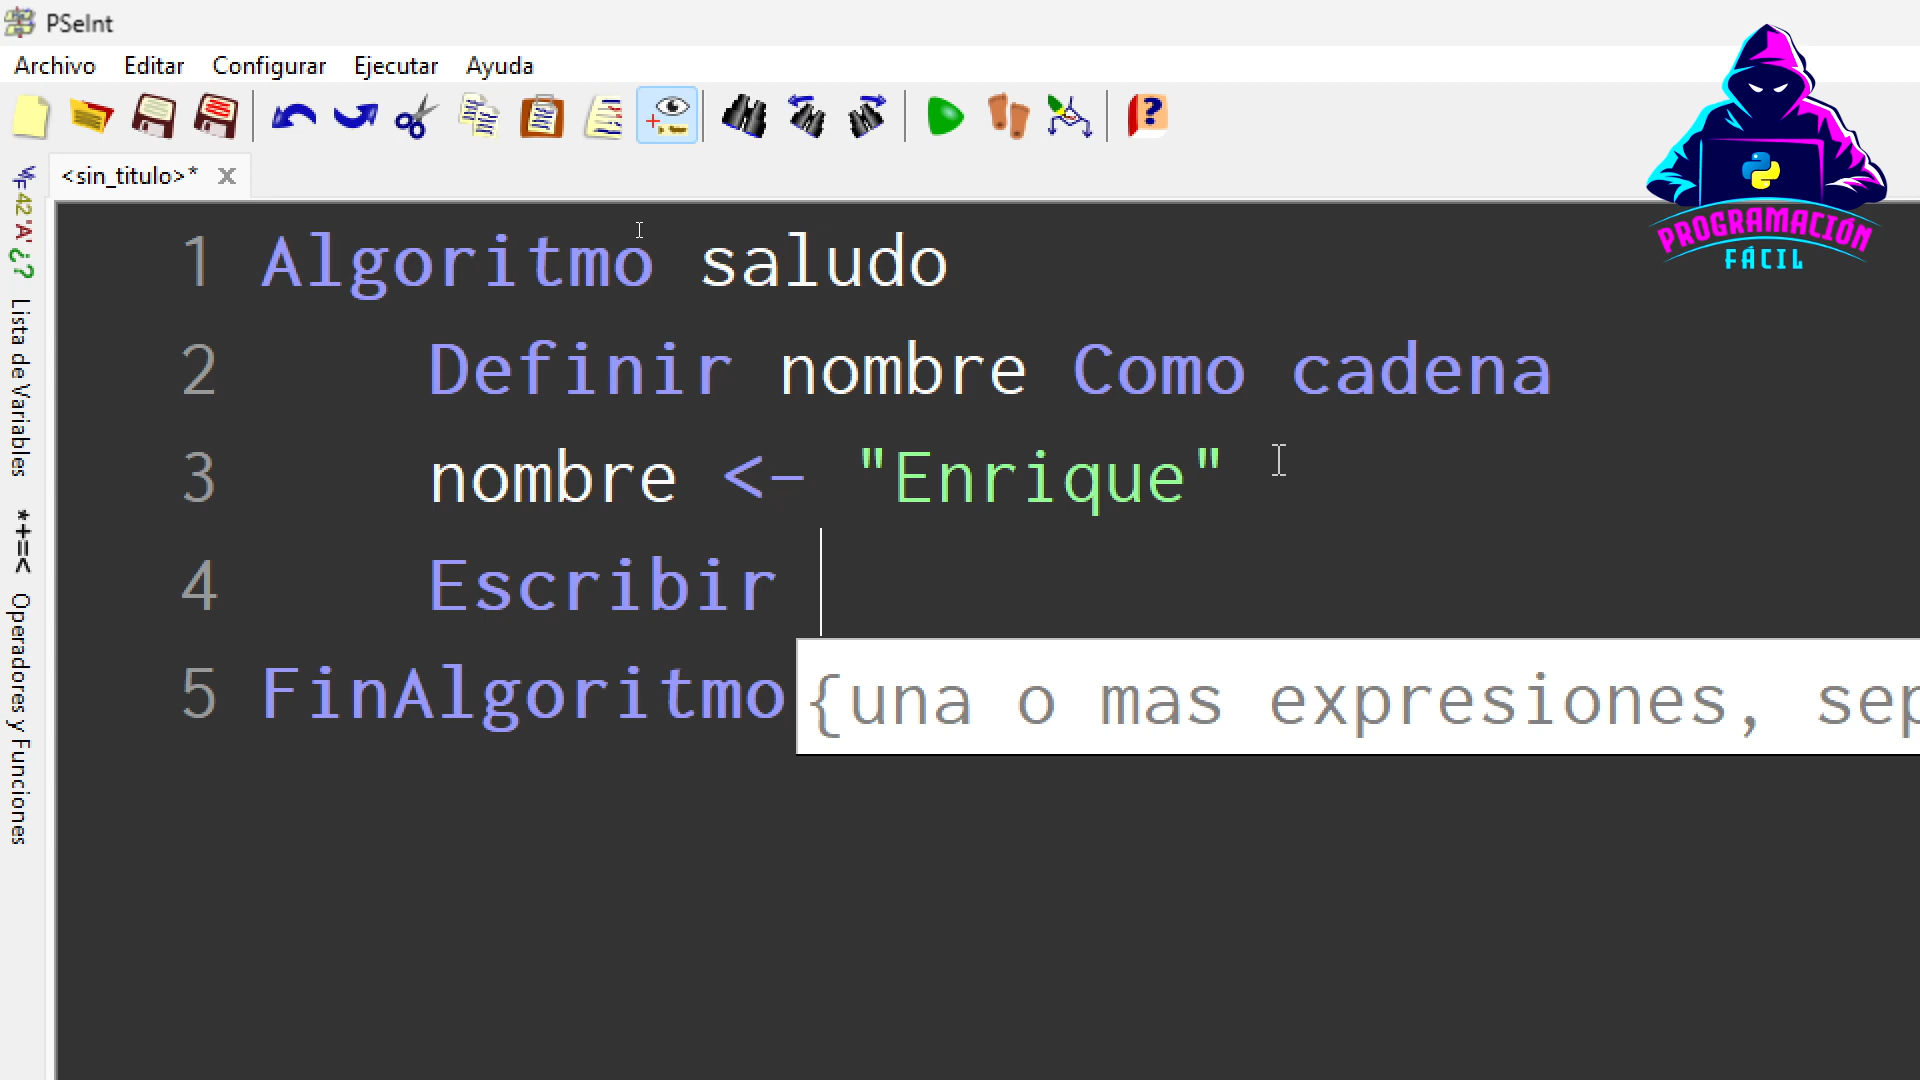 PSeInt
Archivo Editar Configurar Ejecutar Ayuda
<sin_titulo>* X
PROGRAMACIÓN
FÁCIL
42 'A' ¿? Lista de Variables
*+=< Operadores y Funciones
1 Algoritmo saludo
2 Definir nombre Como cadena
3 nombre <- "Enrique"
4 Escribir
5 FinAlgoritmo
{una o mas expresiones, sep